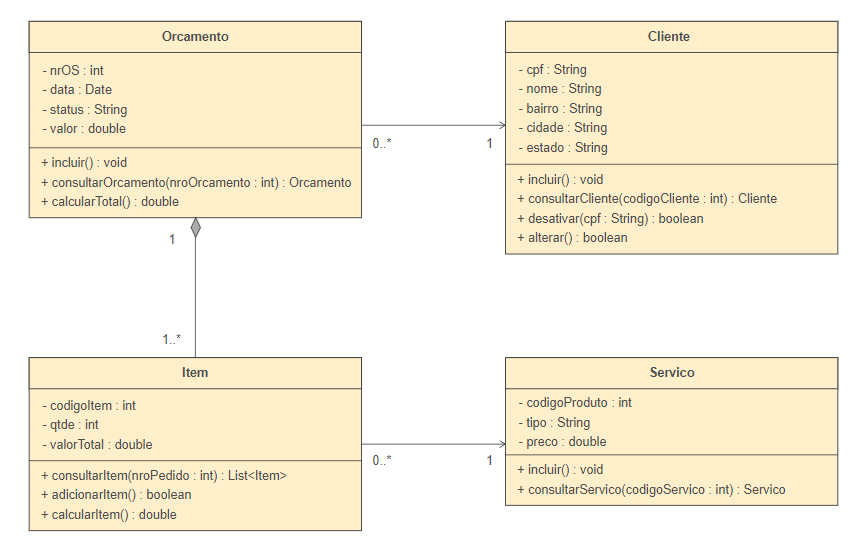 Orcamento
- nrOS : int
- data : Date
- status : String
- valor : double
+ incluir() : void
+ consultarOrcamento(nroOrcamento : int) : Orcamento
+ calcularTotal() : double
Cliente
- cpf : String
- nome : String
- bairro : String
- cidade : String
- estado : String
+ incluir() : void
+ consultarCliente(codigoCliente : int) : Cliente
+ desativar(cpf : String) : boolean
+ alterar() : boolean
0..*
1
1
1..*
Item
- codigoItem : int
- qtde : int
- valorTotal : double
+ consultarItem(nroPedido : int) : List<Item>
+ adicionarItem() : boolean
+ calcularItem() : double
Servico
- codigoProduto : int
- tipo : String
- preco : double
+ incluir() : void
+ consultarServico(codigoServico : int) : Servico
0..*
1